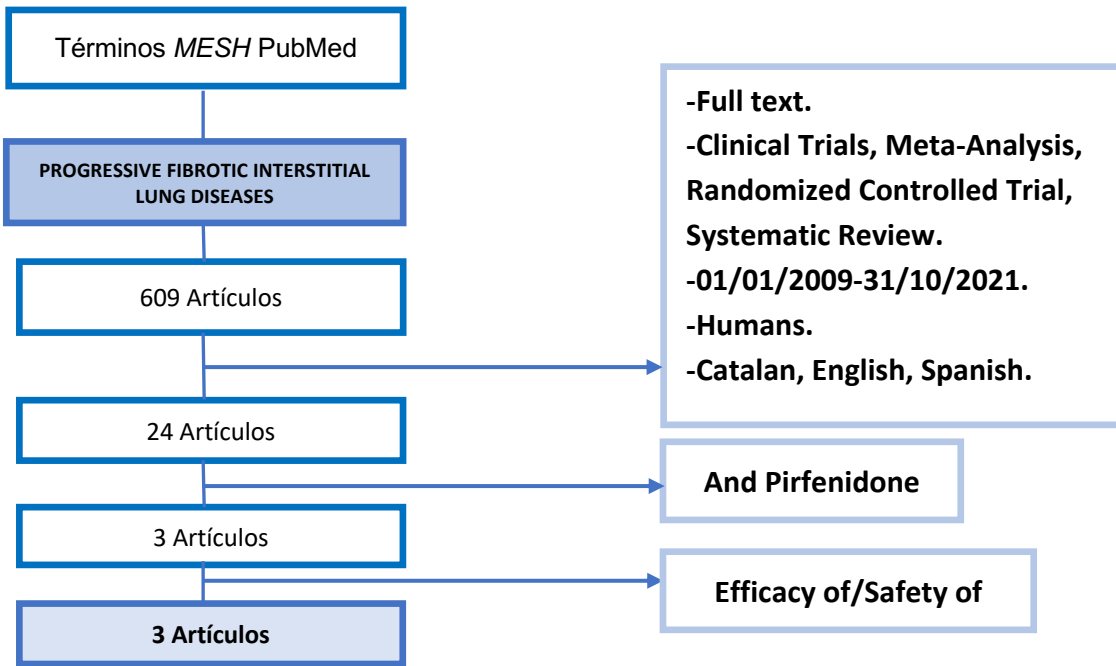 Términos MESH PubMed
PROGRESSIVE FIBROTIC INTERSTITIAL
LUNG DISEASES
609 Artículos
-Full text.
-Clinical Trials, Meta-Analysis,
Randomized Controlled Trial,
Systematic Review.
-01/01/2009-31/10/2021.
-Humans.
-Catalan, English, Spanish.
24 Artículos
And Pirfenidone
3 Artículos
Efficacy of/Safety of
3 Artículos